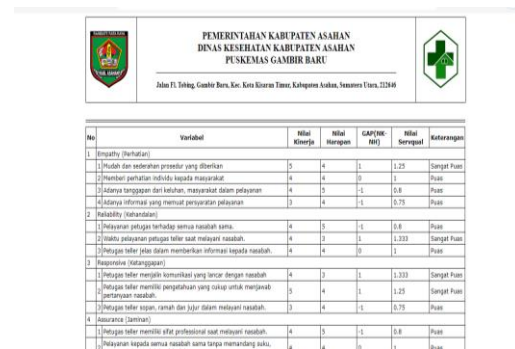 PEMERINTAHAN KABUPATEN ASAHAN
DINAS KESEHATAN KABUPATEN ASAHAN
PUSKEMAS GAMBIR BARU
Jalan Fl. Tobing, Gambir Baru, Kec. Kota Kisaran Timur, Kabupaten Asahan, Sumatera Utara, 212646
No Variabel Nilai Kinerja Nilai Harapan GAP(NK-NH) Nilai Servqual Keterangan
1 Empathy (Perhatian)
1 Mudah dan sederhan prosedur yang diberikan 5 4 1 1.25 Sangat Puas
2 Memberi perhatian individu kepada masyarakat 4 4 0 1 Puas
3 Adanya tanggapan dari keluhan, masyarakat dalam pelayanan 4 5 -1 0.8 Puas
4 Adanya informasi yang memuat persyaratan pelayanan 3 4 -1 0.75 Puas
2 Reliability (Kehandalan)
1 Pelayanan petugas terhadap semua nasabah sama. 4 5 -1 0.8 Puas
2 Waktu pelayanan petugas teller saat melayani nasabah. 4 3 1 1.333 Sangat Puas
3 Petugas teller jelas dalam memberikan informasi kepada nasabah. 4 4 0 1 Puas
3 Responsive (Ketanggapan)
1 Petugas teller menjalin komunikasi yang lancar dengan nasabah 4 3 1 1.333 Sangat Puas
2 Petugas teller memiliki pengetahuan yang cukup untuk menjawab pertanyaan nasabah. 5 4 1 1.25 Sangat Puas
3 Petugas teller sopan, ramah dan jujur dalam melayani nasabah. 3 4 -1 0.75 Puas
4 Assurance (Jaminan)
1 Petugas teller memiliki sifat professional saat melayani nasabah. 4 5 -1 0.8 Puas
Pelayanan kepada semua nasabah sama tanpa memandang suku, 4 4 0 1 Puas